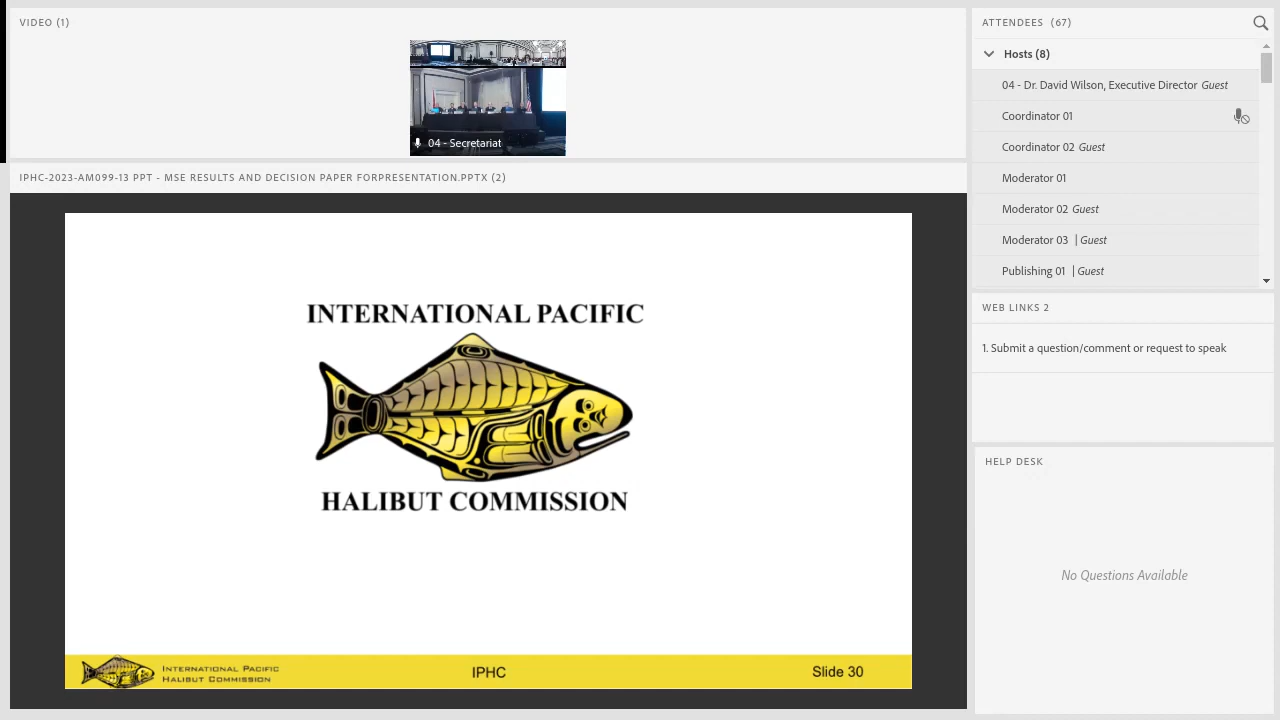 VIDEO (1)
04 - Secretariat
IPHC-2023-AM099-13 PPT - MSE RESULTS AND DECISION PAPER FORPRESENTATION.PPTX (2)
INTERNATIONAL PACIFIC
HALIBUT COMMISSION
International Pacific
Halibut Commission
IPHC
Slide 30
ATTENDEES (67)
Hosts (8)
04 - Dr. David Wilson, Executive Director Guest
Coordinator 01
Coordinator 02 Guest
Moderator 01
Moderator 02 Guest
Moderator 03 | Guest
Publishing 01 | Guest
WEB LINKS 2
1. Submit a question/comment or request to speak
HELP DESK
No Questions Available